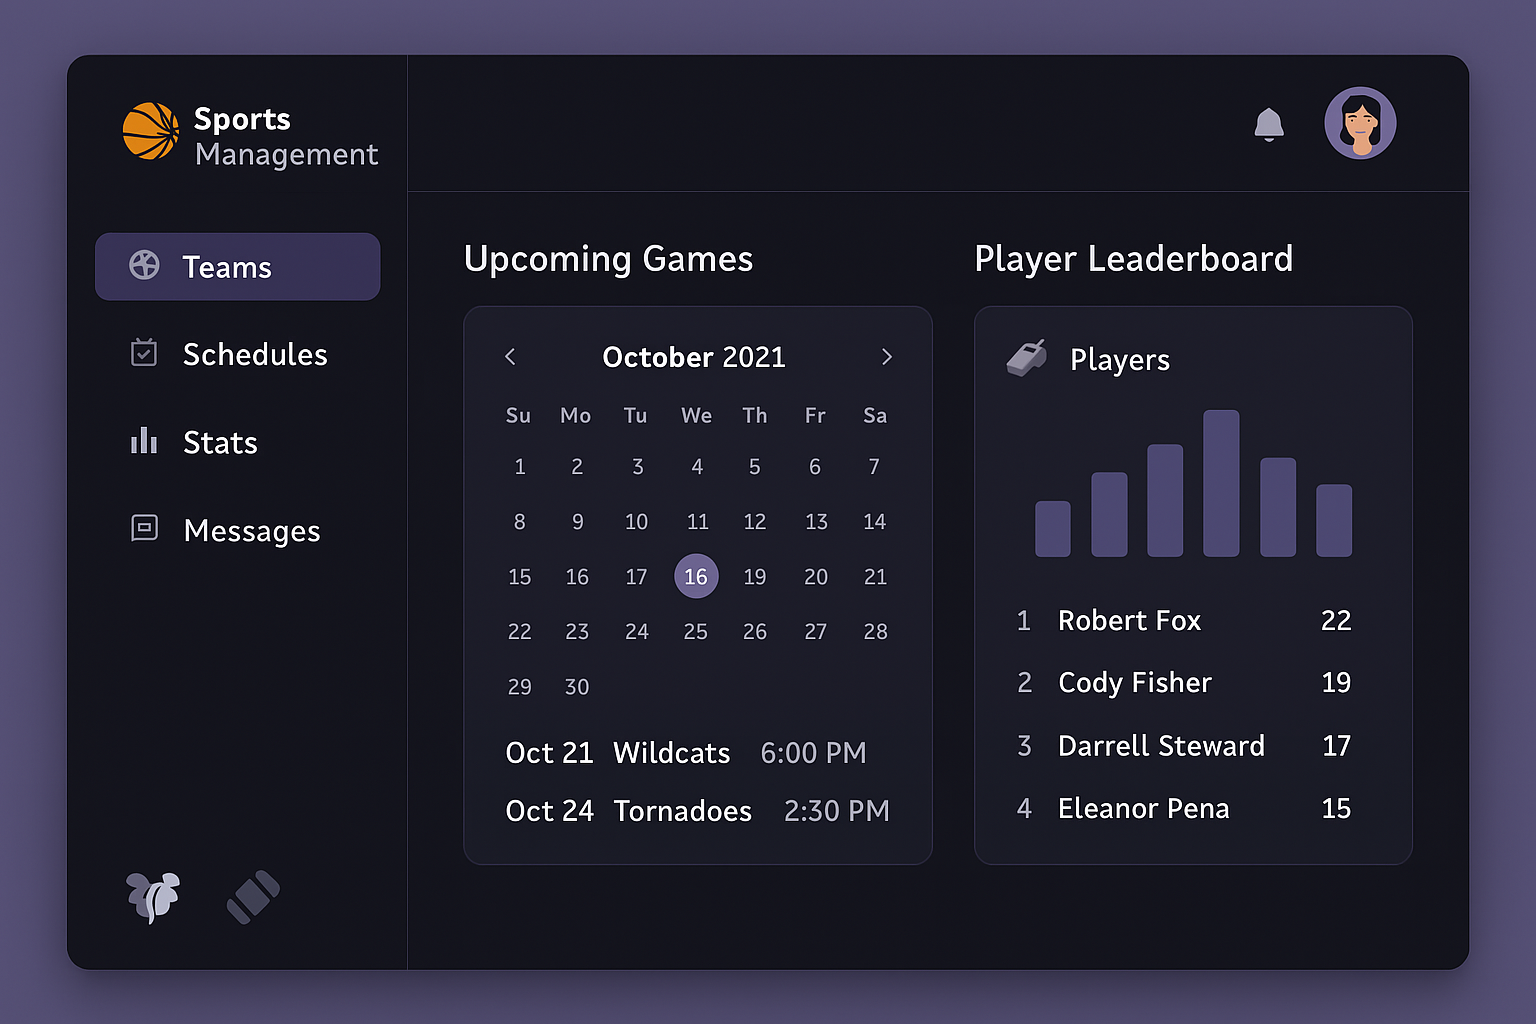 Sports
Management
Teams
Schedules
Stats
Messages
Upcoming Games
October 2021
Su Mo Tu We Th Fr Sa
1 2 3 4 5 6 7
8 9 10 11 12 13 14
15 16 17 16 19 20 21
22 23 24 25 26 27 28
29 30
Oct 21 Wildcats 6:00 PM
Oct 24 Tornadoes 2:30 PM
Player Leaderboard
Players
1 Robert Fox 22
2 Cody Fisher 19
3 Darrell Steward 17
4 Eleanor Pena 15